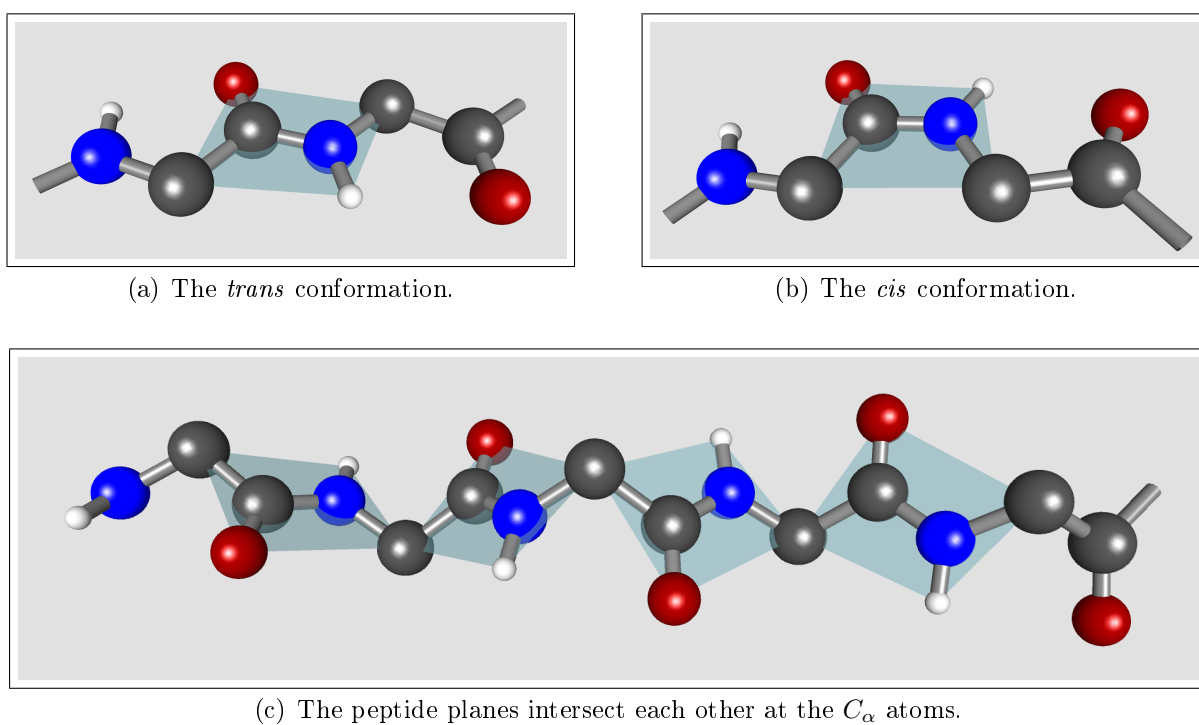 (a) The trans conformation.
(b) The cis conformation.
(c) The peptide planes intersect each other at the Cα atoms.